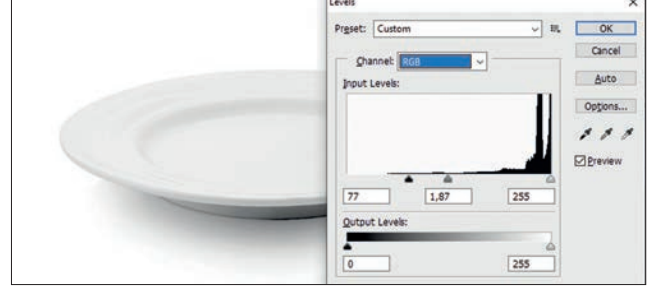 Levels
Preset: Custom
OK
Cancel
Channel: RGB
Auto
Input Levels:
Options...
Preview
77 1,87 255
Output Levels:
0 255